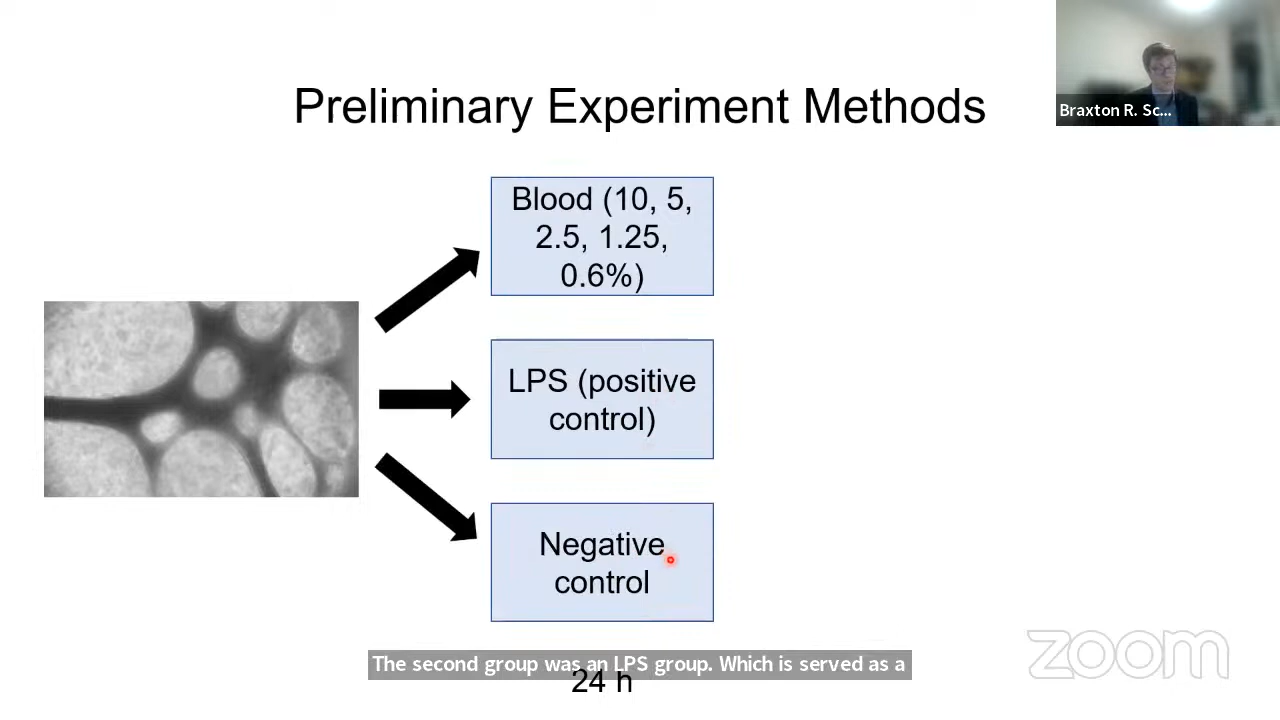 Preliminary Experiment Methods
Braxton R. Sc...
Blood (10, 5,
2.5, 1.25,
0.6%)
LPS (positive
control)
Negative
control
The second group was an LPS group. Which is served as a
24 h
zoom